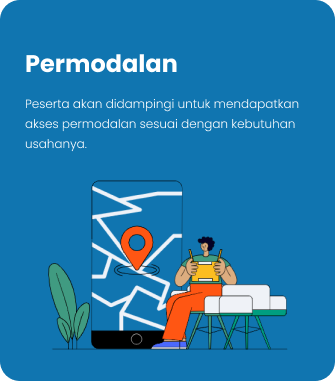 Permodalan
Peserta akan didampingi untuk mendapatkan
akses permodalan sesuai dengan kebutuhan
usahanya.